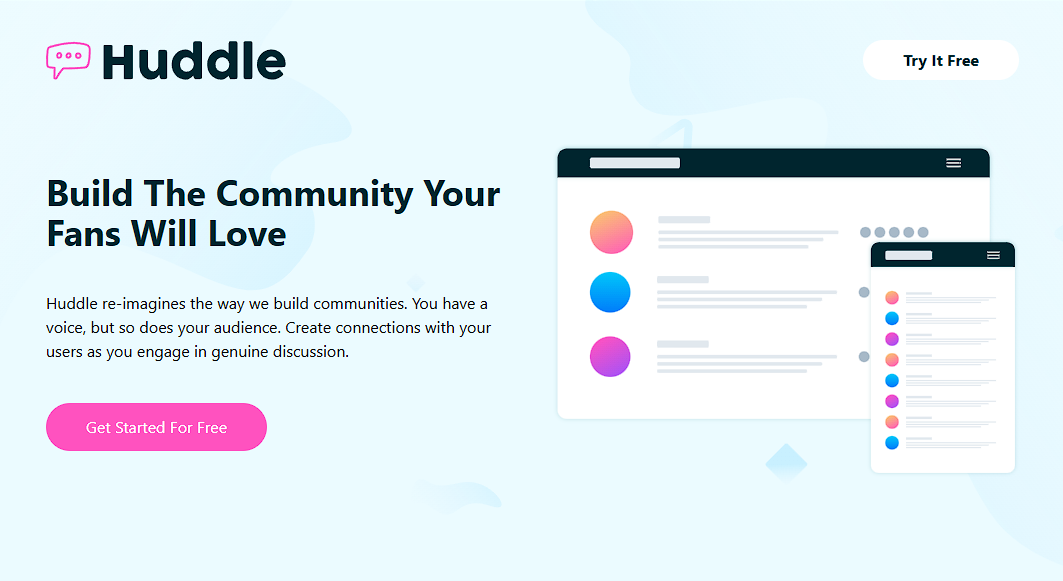 Huddle
Try It Free
Build The Community Your
Fans Will Love
Huddle re-imagines the way we build communities. You have a
voice, but so does your audience. Create connections with your
users as you engage in genuine discussion.
Get Started For Free